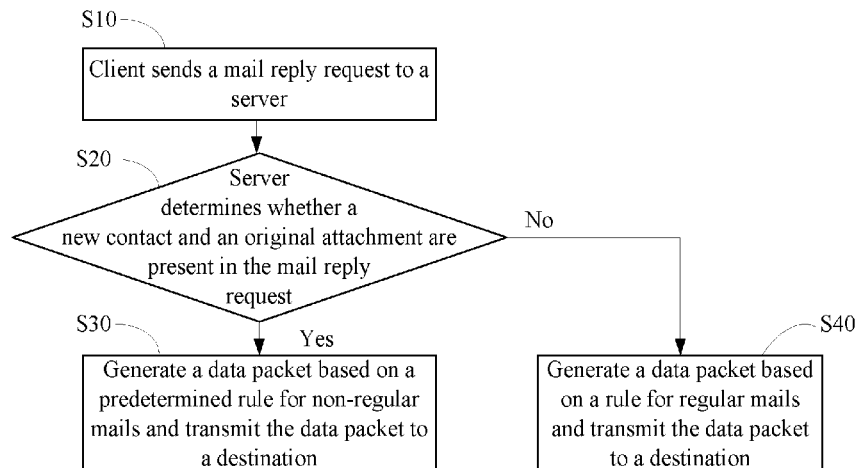 S10
Client sends a mail reply request to a
server
S20
Server
determines whether a
new contact and an original attachment are
present in the mail reply
request
No
S30
Yes
S40
Generate a data packet based on a
predetermined rule for non-regular
mails and transmit the data packet to
a destination
Generate a data packet based
on a rule for regular mails
and transmit the data packet
to a destination